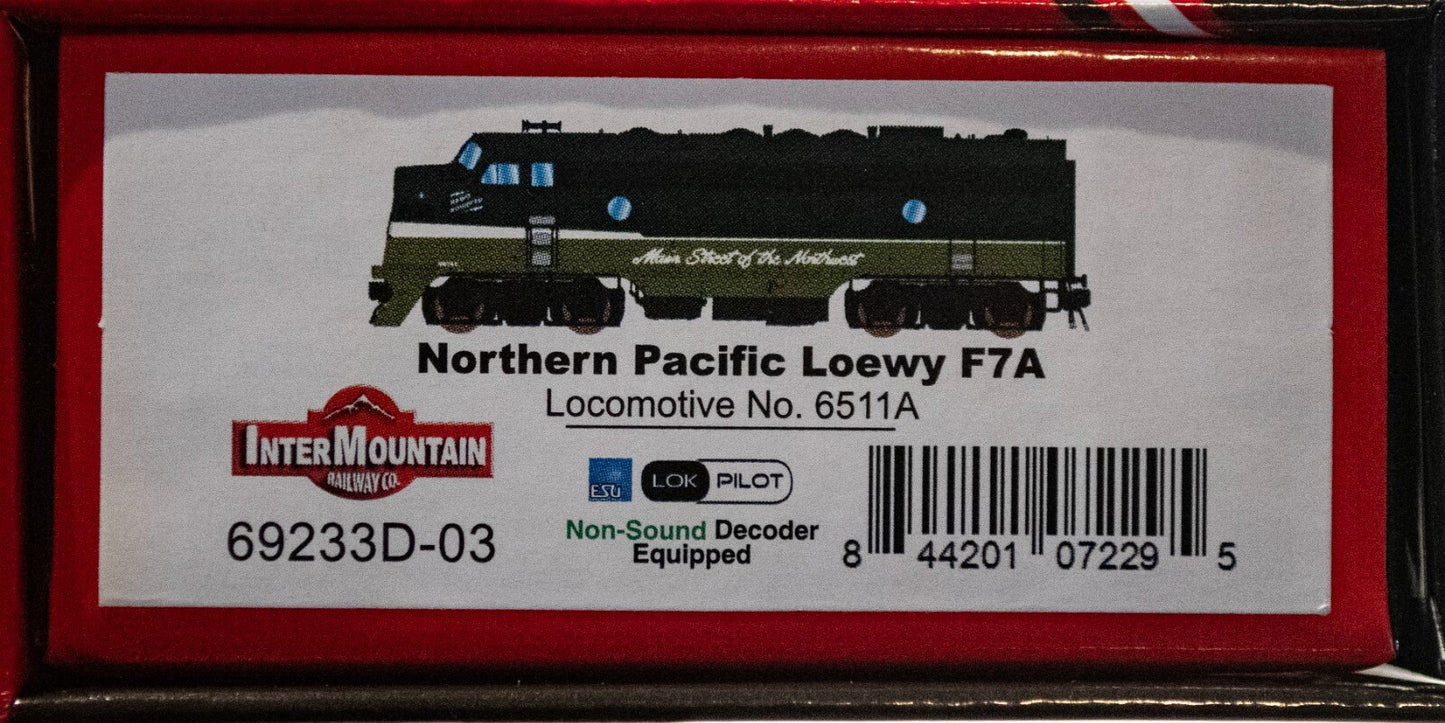 Main Street of the Northwest
Northern Pacific Loewy F7A
Locomotive No. 6511A
INTERMOUNTAIN
RAILWAY CO.
69233D-03
ESU
LOK PILOT
Non-Sound Decoder
Equipped
8 44201 07229 5